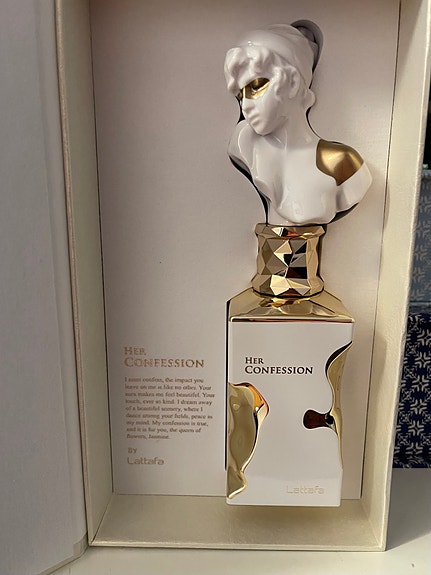 HER
CONFESSION
I must confess, the impact you
leave on me is like no other. Your
aura makes me feel beautiful. Your
touch, ever so kind. I dream away
of a beautiful scenery, where I
dance among your fields, peace in
my mind. My confession is true,
and it is for you, the queen of
flowers, Jasmine.
BY
Lattafa
HER
CONFESSION
Lattafa